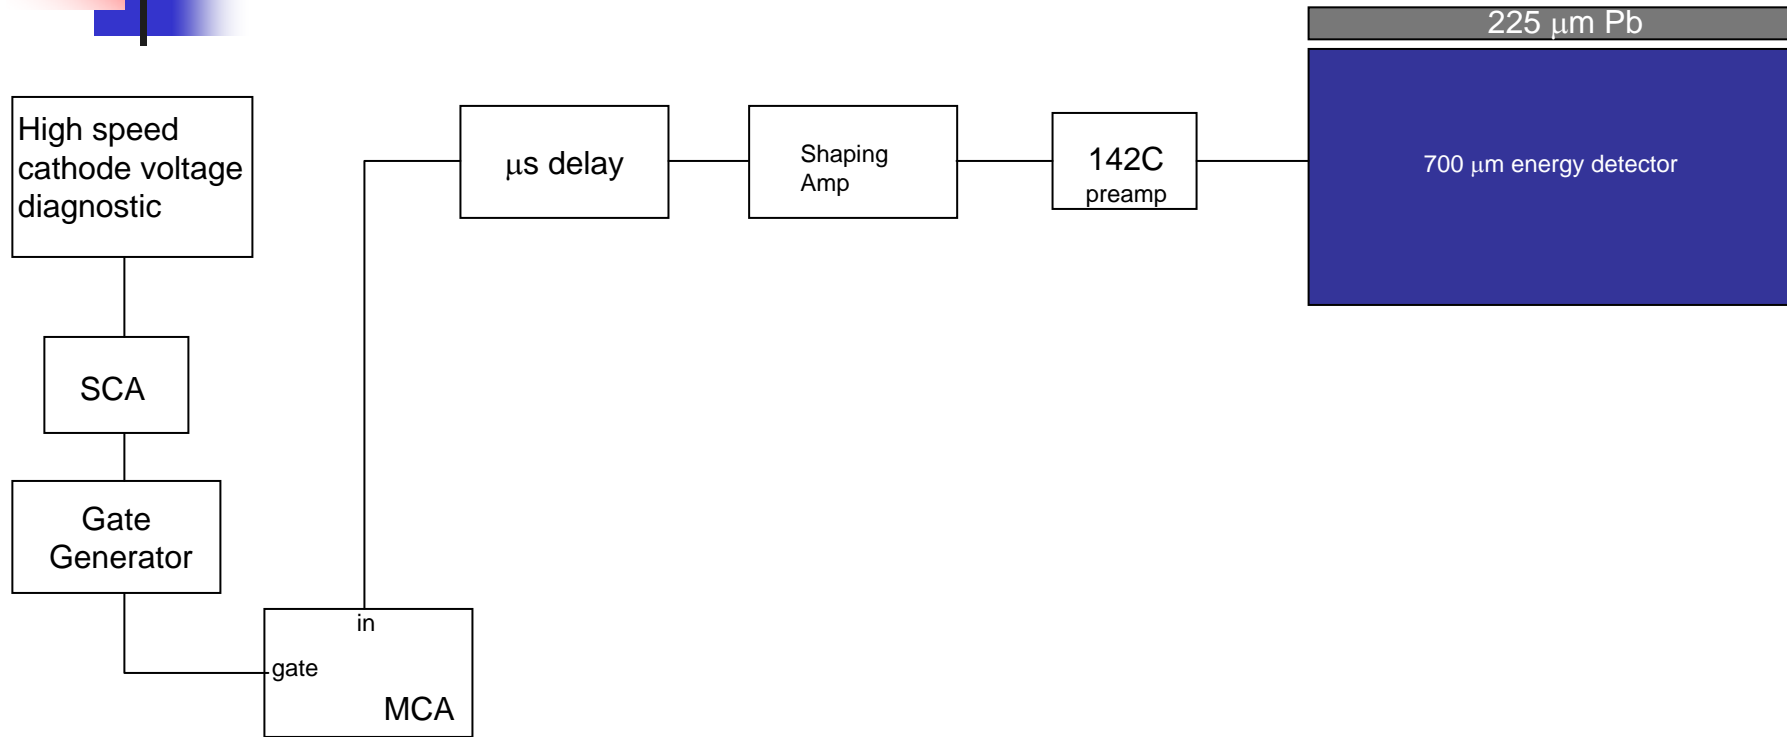 225 μm Pb
High speed
cathode voltage
diagnostic
μs delay
Shaping
Amp
142C
preamp
700 μm energy detector
SCA
Gate
Generator
in
gate
MCA